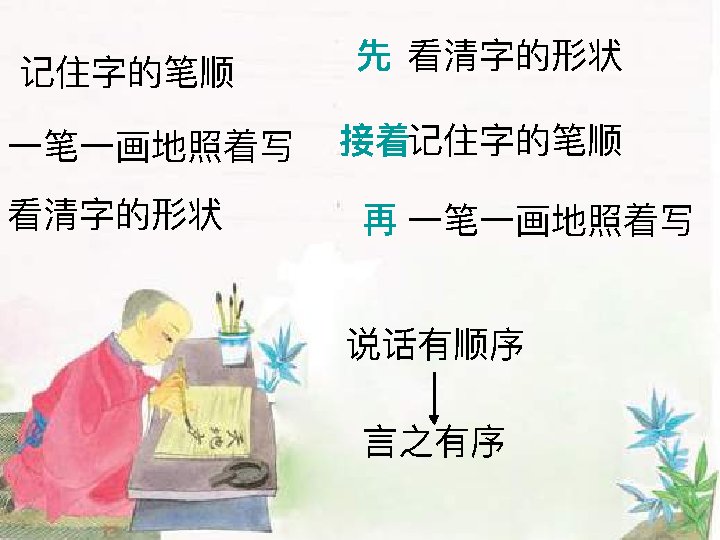 记住字的笔顺
一笔一画地照着写
看清字的形状
先 看清字的形状
接着记住字的笔顺
再 一笔一画地照着写
说话有顺序
言之有序
天地方